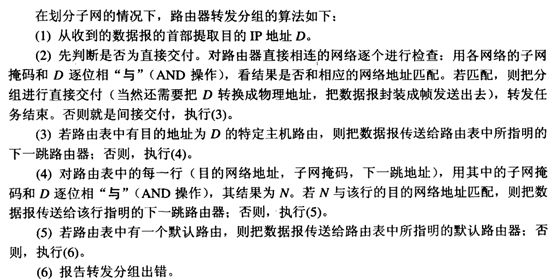 在划分子网的情况下，路由器转发分组的算法如下：
(1) 从收到的数据报的首部提取目的 IP 地址 D。
(2) 先判断是否为直接交付。对路由器直接相连的网络逐个进行检查：用各网络的子网
掩码和 D 逐位相“与”（AND 操作），看结果是否和相应的网络地址匹配。若匹配，则把分
组进行直接交付（当然还需要把 D 转换成物理地址，把数据报封装成帧发送出去），转发任
务结束。否则就是间接交付，执行(3)。
(3) 若路由表中有目的地址为 D 的特定主机路由，则把数据报传送给路由表中所指明的
下一跳路由器；否则，执行(4)。
(4) 对路由表中的每一行（目的网络地址，子网掩码，下一跳地址），用其中的子网掩
码和 D 逐位相“与”（AND 操作），其结果为 N。若 N 与该行的目的网络地址匹配，则把数
据报传送给该行指明的下一跳路由器；否则，执行(5)。
(5) 若路由表中有一个默认路由，则把数据报传送给路由表中所指明的默认路由器；否
则，执行(6)。
(6) 报告转发分组出错。